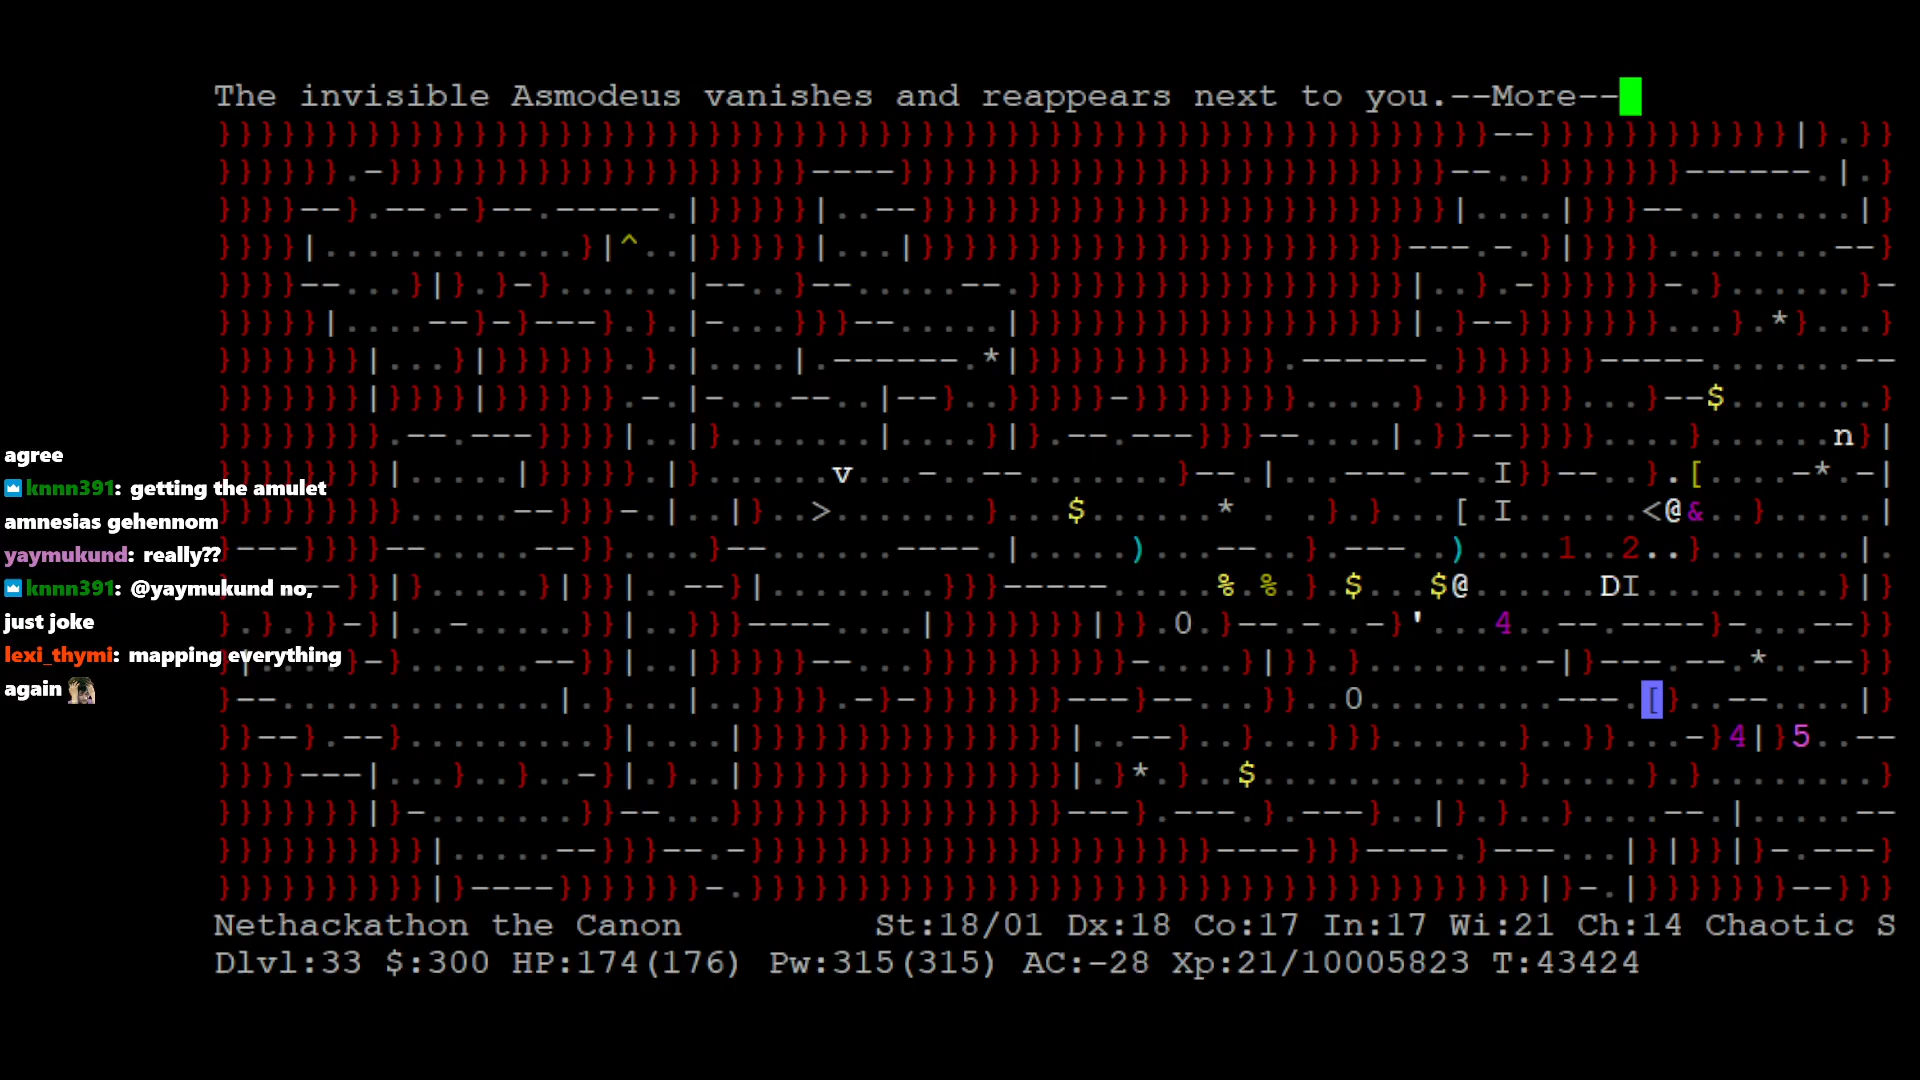 The invisible Asmodeus vanishes and reappears next to you.--More--
agree
knnn391: getting the amulet
amnesias gehennom
yaymukund: really??
knnn391: @yaymukund no,
just joke
lexi_thymi: mapping everything
again
Nethackathon the Canon St:18/01 Dx:18 Co:17 In:17 Wi:21 Ch:14 Chaotic S
Dlvl:33 $:300 HP:174(176) Pw:315(315) AC:-28 Xp:21/10005823 T:43424